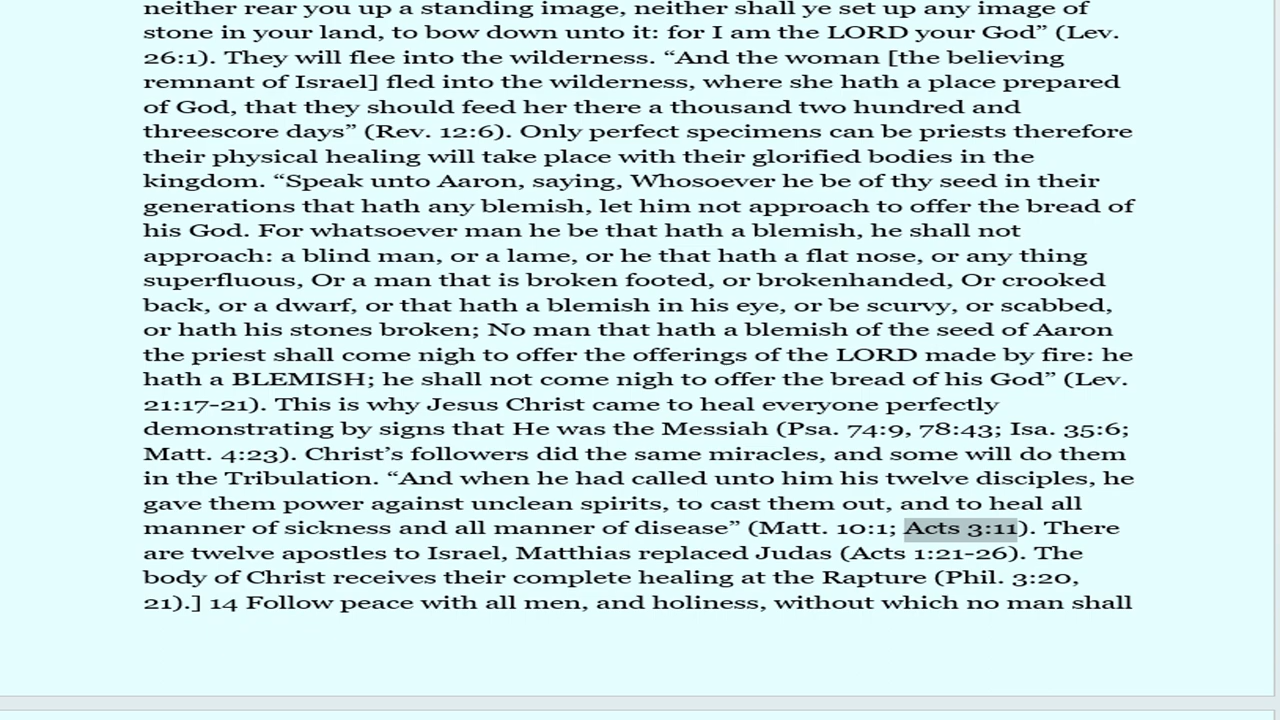 neither rear you up a standing image, neither shall ye set up any image of
stone in your land, to bow down unto it: for I am the LORD your God” (Lev.
26:1). They will flee into the wilderness. “And the woman [the believing
remnant of Israel] fled into the wilderness, where she hath a place prepared
of God, that they should feed her there a thousand two hundred and
threescore days” (Rev. 12:6). Only perfect specimens can be priests therefore
their physical healing will take place with their glorified bodies in the
kingdom. “Speak unto Aaron, saying, Whosoever he be of thy seed in their
generations that hath any blemish, let him not approach to offer the bread of
his God. For whatsoever man he be that hath a blemish, he shall not
approach: a blind man, or a lame, or he that hath a flat nose, or any thing
superfluous, Or a man that is broken footed, or brokenhanded, Or crooked
back, or a dwarf, or that hath a blemish in his eye, or be scurvy, or scabbed,
or hath his stones broken; No man that hath a blemish of the seed of Aaron
the priest shall come nigh to offer the offerings of the LORD made by fire: he
hath a BLEMISH; he shall not come nigh to offer the bread of his God” (Lev.
21:17-21). This is why Jesus Christ came to heal everyone perfectly
demonstrating by signs that He was the Messiah (Psa. 74:9, 78:43; Isa. 35:6;
Matt. 4:23). Christ’s followers did the same miracles, and some will do them
in the Tribulation. “And when he had called unto him his twelve disciples, he
gave them power against unclean spirits, to cast them out, and to heal all
manner of sickness and all manner of disease” (Matt. 10:1; Acts 3:11). There
are twelve apostles to Israel, Matthias replaced Judas (Acts 1:21-26). The
body of Christ receives their complete healing at the Rapture (Phil. 3:20,
21).] 14 Follow peace with all men, and holiness, without which no man shall